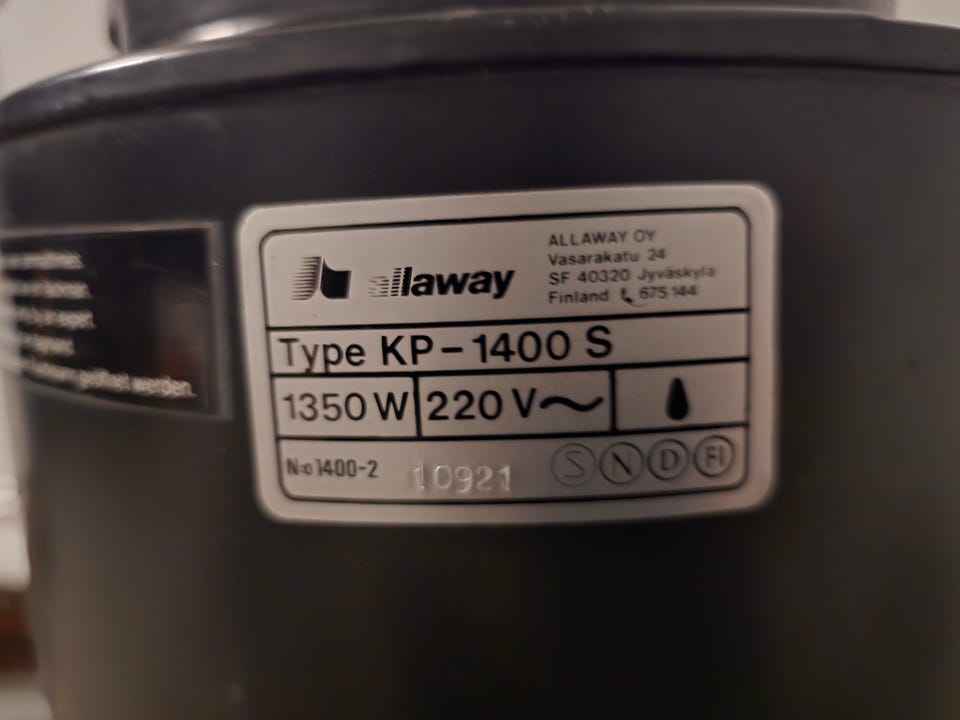 allaway
ALLAWAY OY
Vasarakatu 24
SF 40320 Jyväskylä
Finland 675 144
Type KP-1400 S
1350 W 220 V~
N:o 1400-2 10921 S N D FI
geöffnet werden.